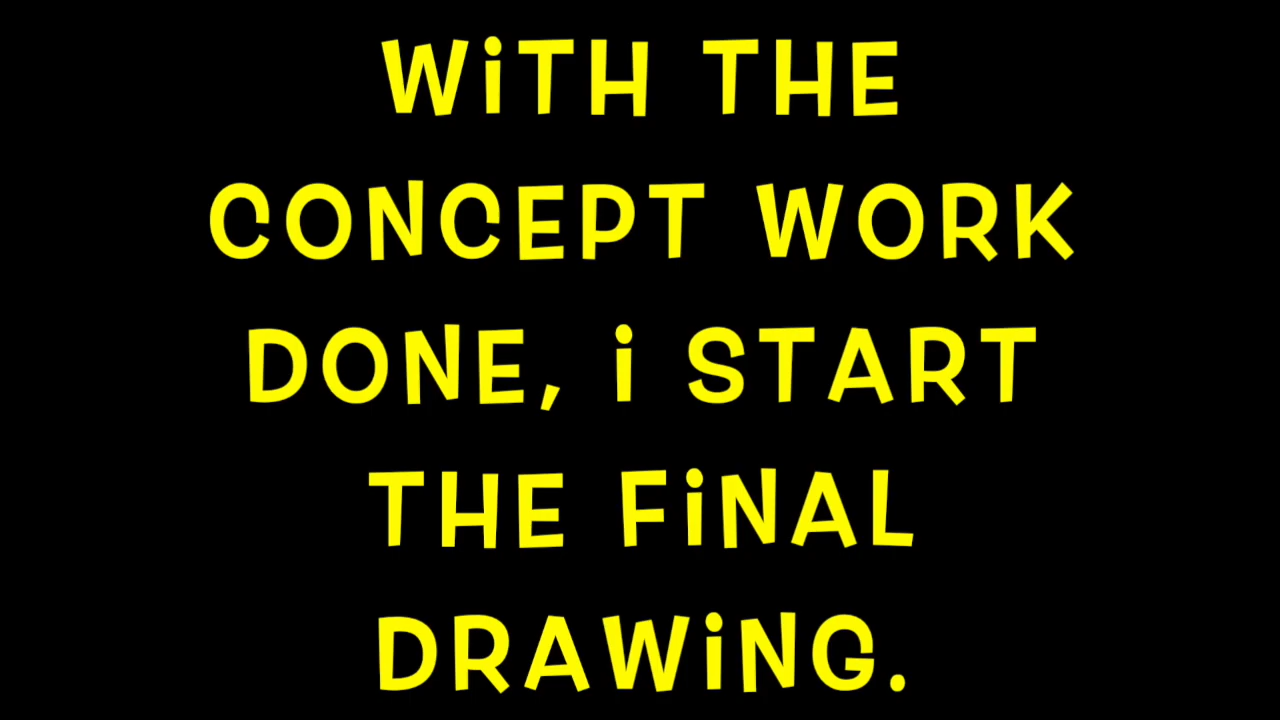 WiTH THE
CONCEPT WORK
DONE, i START
THE FiNAL
DRAWiNG.